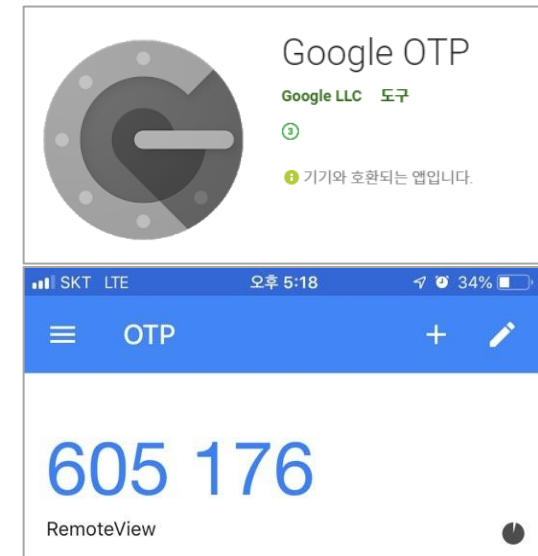 Google OTP
Google LLC 도구
3
기기와 호환되는 앱입니다.
SKT LTE 오후 5:18 34%
OTP
605 176
RemoteView